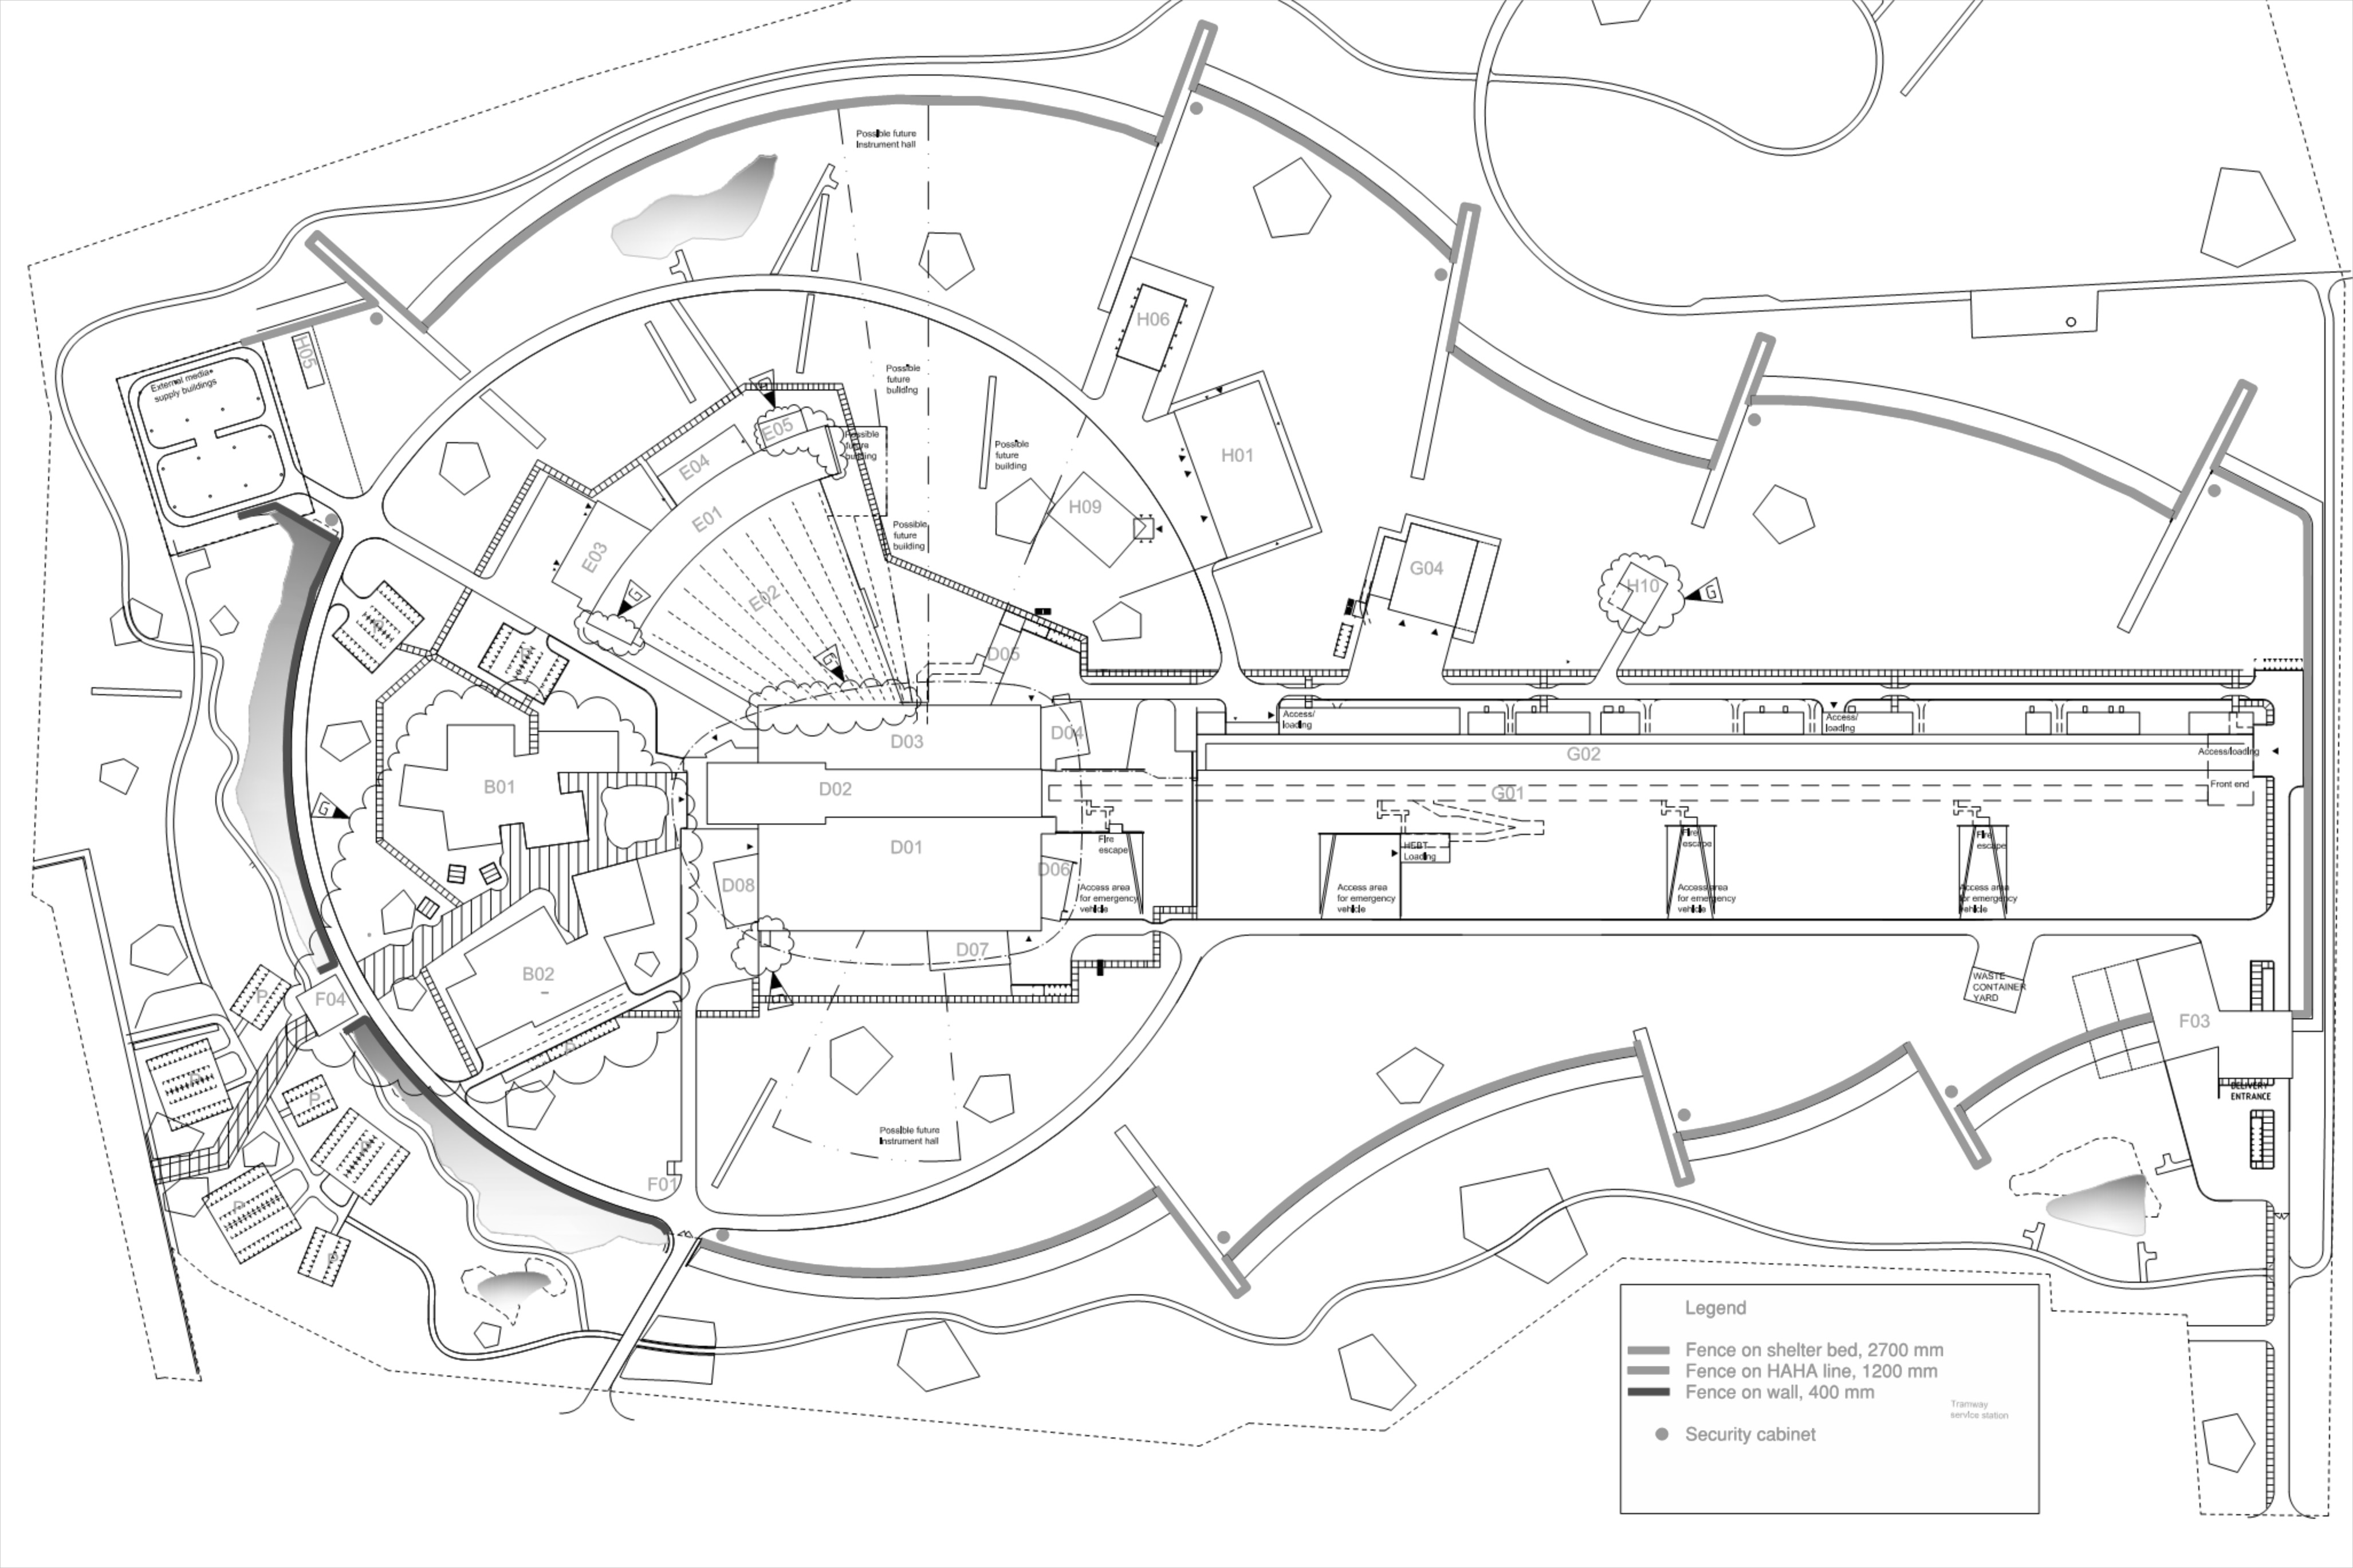 Possible future
Instrument hall
H06
External media
supply buildings
H05
Possible
future
building
E05
Possible
future
building
E04
Possible
future
building
H01
H09
E01
E03
Possible
future
building
G04
H10
G
E02
G
G
G
P
P
D05
D03
D04
Access/
loading
Access/
loading
G02
Access/loading
B01
D02
G01
Front end
G
D01
Fire
escape
HEBT
Loading
Fire
escape
Fire
escape
D06
D08
Access area
for emergency
vehicle
Access area
for emergency
vehicle
Access area
for emergency
vehicle
Access area
for emergency
vehicle
D07
B02
P
F04
WASTE
CONTAINER
YARD
F03
P
P
P
P
DELIVERY
ENTRANCE
Possible future
Instrument hall
F01
P
P
Legend
Fence on shelter bed, 2700 mm
Fence on HAHA line, 1200 mm
Fence on wall, 400 mm
Tramway
service station
Security cabinet